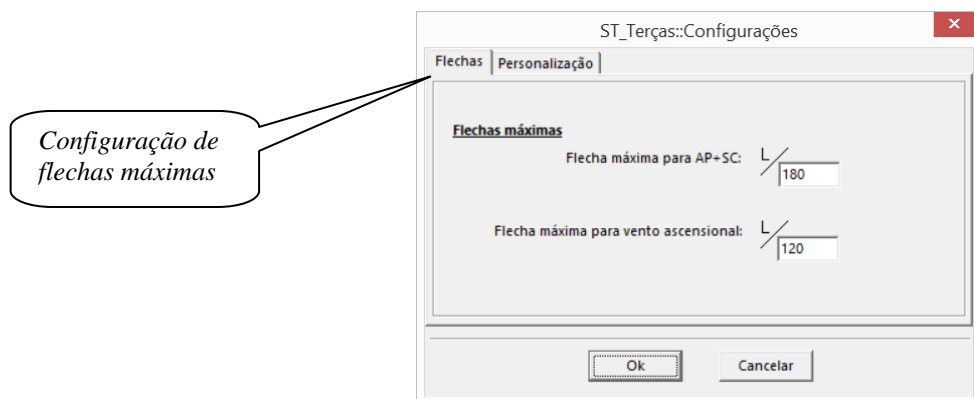 ST_Terças::Configurações
Flechas
Personalização
Configuração de
flechas máximas
Flechas máximas
Flecha máxima para AP+SC:
L/
180
Flecha máxima para vento ascensional:
L/
120
Ok
Cancelar